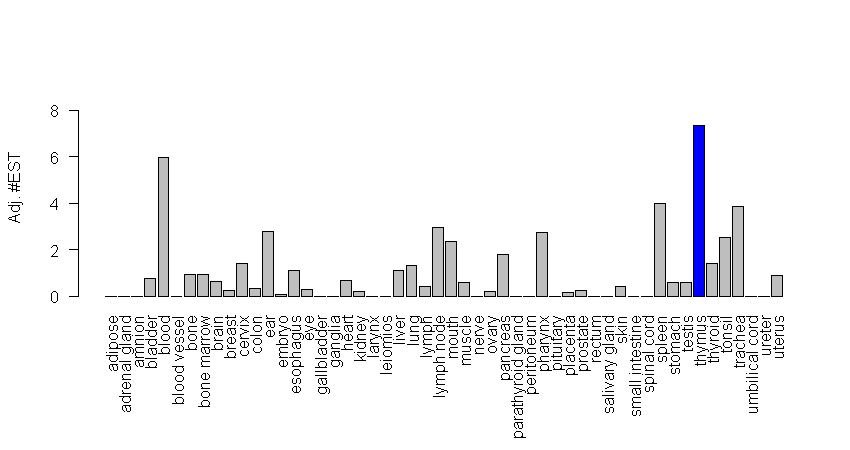 8
6
4
2
0
Adj. #EST
adipose
adrenal gland
amnion
bladder
blood
blood vessel
bone
bone marrow
brain
breast
cervix
colon
ear
embryo
esophagus
eye
gallbladder
ganglia
heart
kidney
larynx
leiomios
liver
lung
lymph
lymph node
mouth
muscle
nerve
ovary
pancreas
parathyroid gland
peritoneum
pharynx
pituitary
placenta
prostate
rectum
salivary gland
skin
small intestine
spinal cord
spleen
stomach
testis
thymus
thyroid
tonsil
trachea
umbilical cord
ureter
uterus